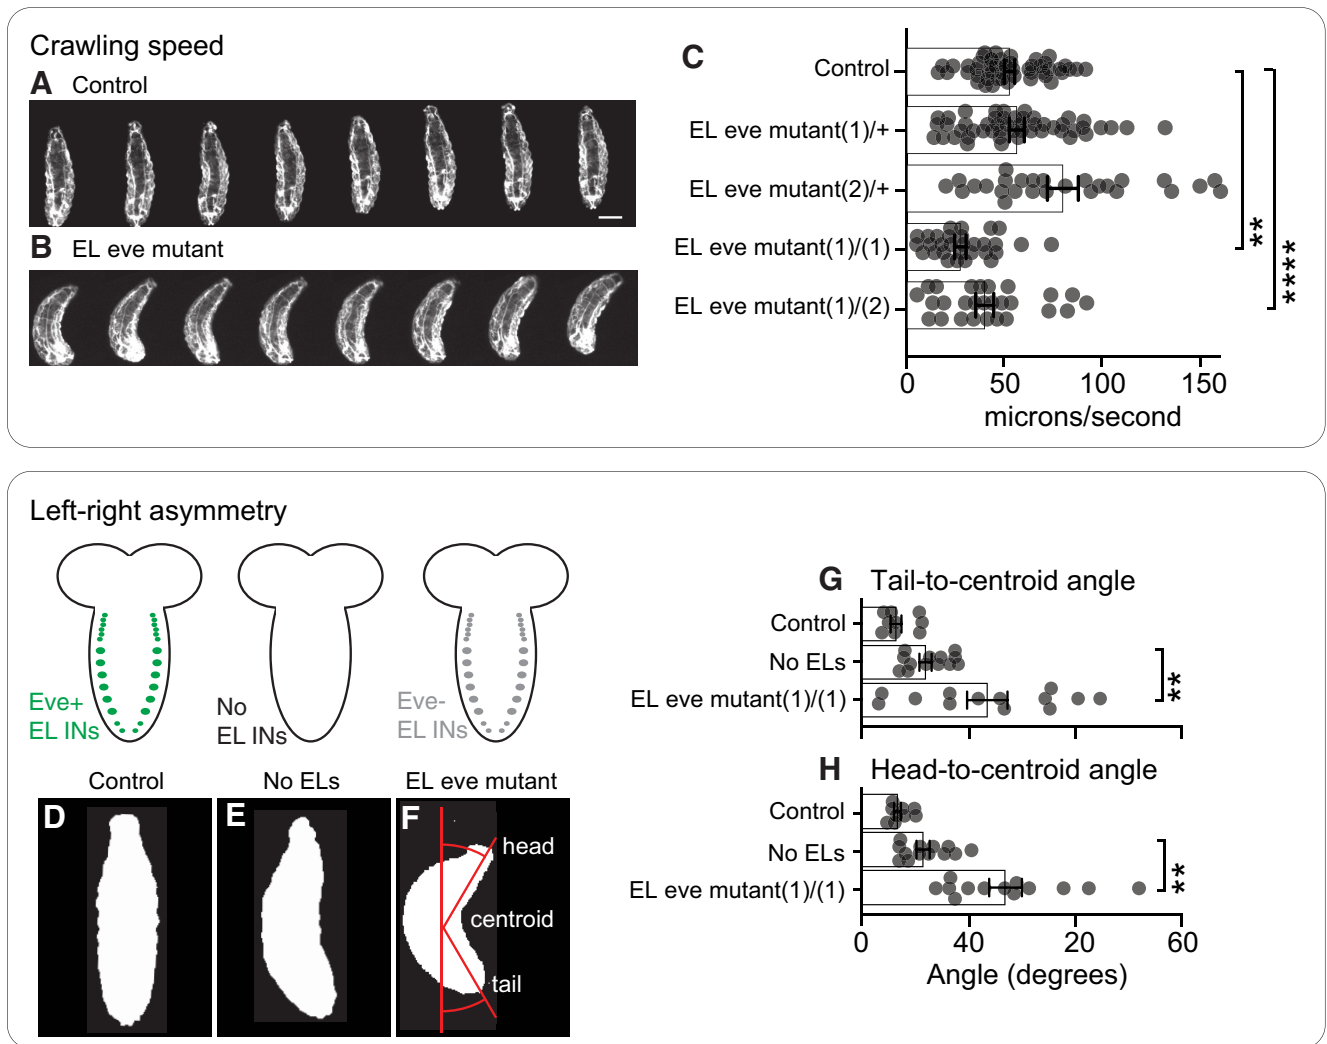 Crawling speed
A Control
B EL eve mutant
C
Control
EL eve mutant(1)/+
EL eve mutant(2)/+
EL eve mutant(1)/(1)
EL eve mutant(1)/(2)
**
****
0 50 100 150
microns/second
Left-right asymmetry
Eve+
EL INs
No
EL INs
Eve-
EL INs
Control
No ELs
EL eve mutant
D
E
F
head
centroid
tail
G Tail-to-centroid angle
Control
No ELs
EL eve mutant(1)/(1)
**
H Head-to-centroid angle
Control
No ELs
EL eve mutant(1)/(1)
**
0 40 20 60
Angle (degrees)